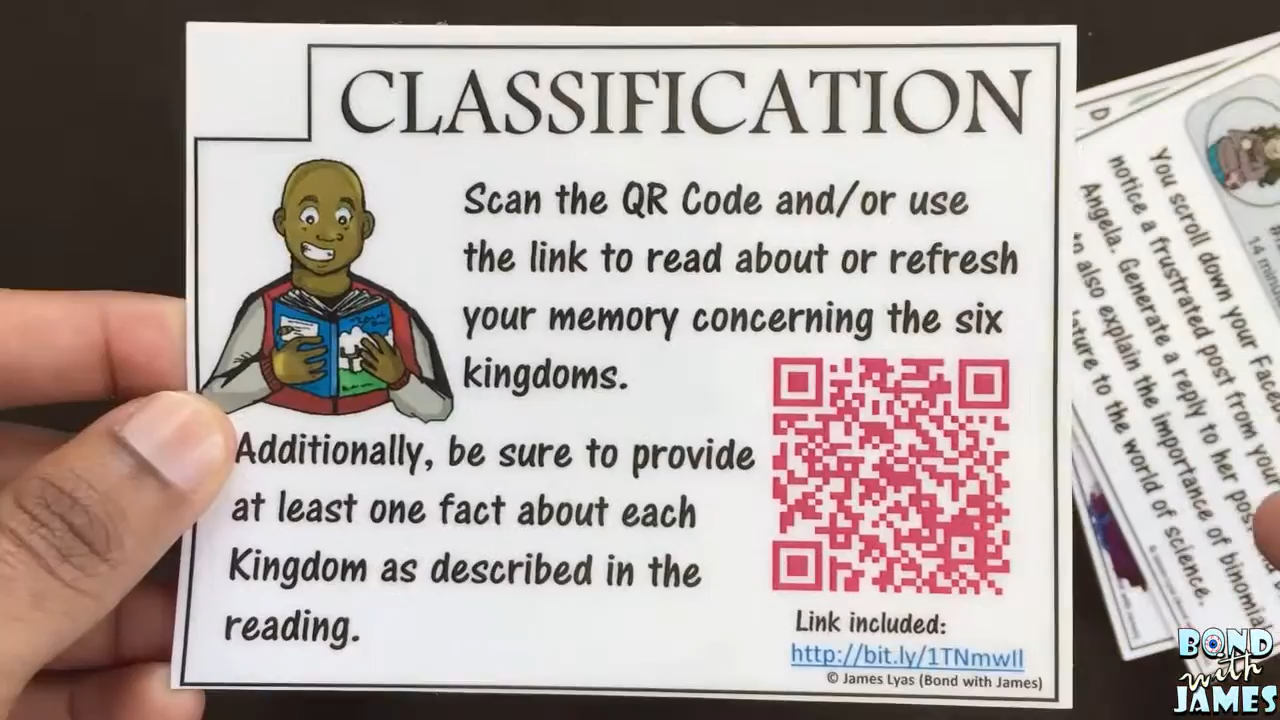 CLASSIFICATION
Scan the QR Code and/or use
the link to read about or refresh
your memory concerning the six
kingdoms.
Additionally, be sure to provide
at least one fact about each
Kingdom as described in the
reading.
Link included:
http://bit.ly/1TNmwIl
© James Lyas (Bond with James)
D
14
You scroll down your
notice a frustrated post from your
Angela. Generate a reply to her
to also explain the importance of
to the world of science.
BOND
with
JAMES